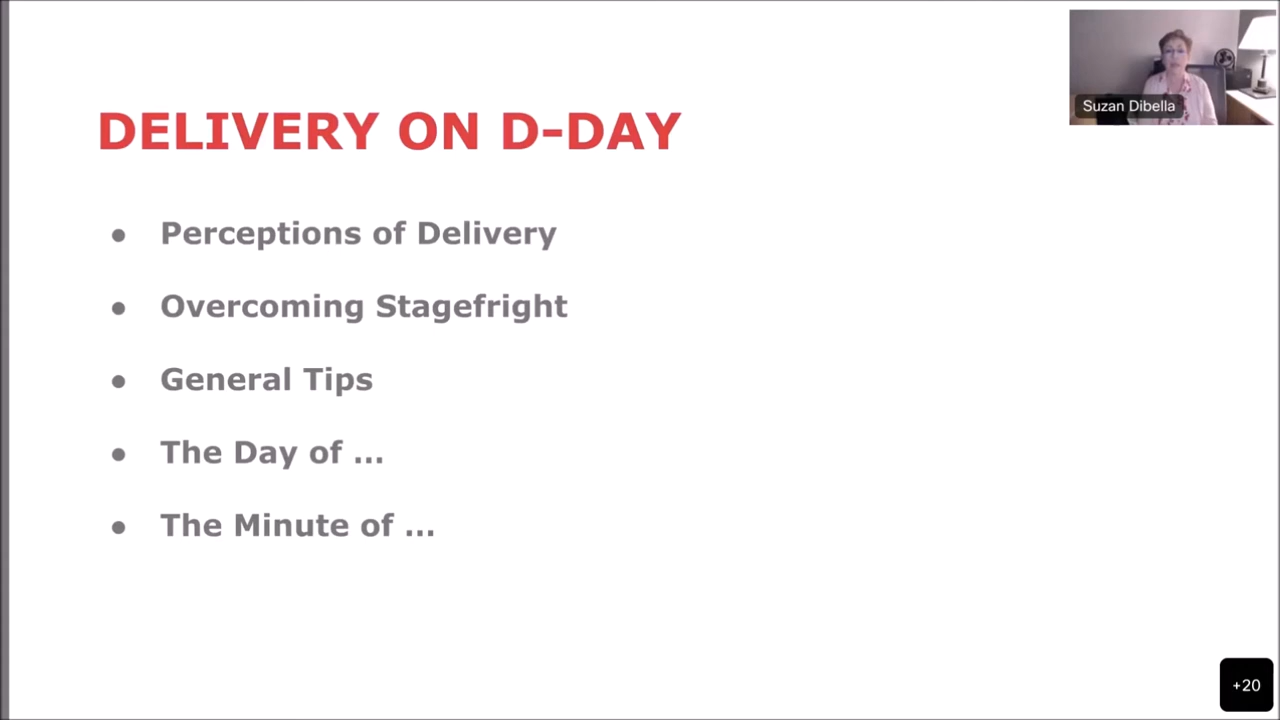 Suzan Dibella
DELIVERY ON D-DAY
● Perceptions of Delivery
● Overcoming Stagefright
● General Tips
● The Day of ...
● The Minute of ...
+20